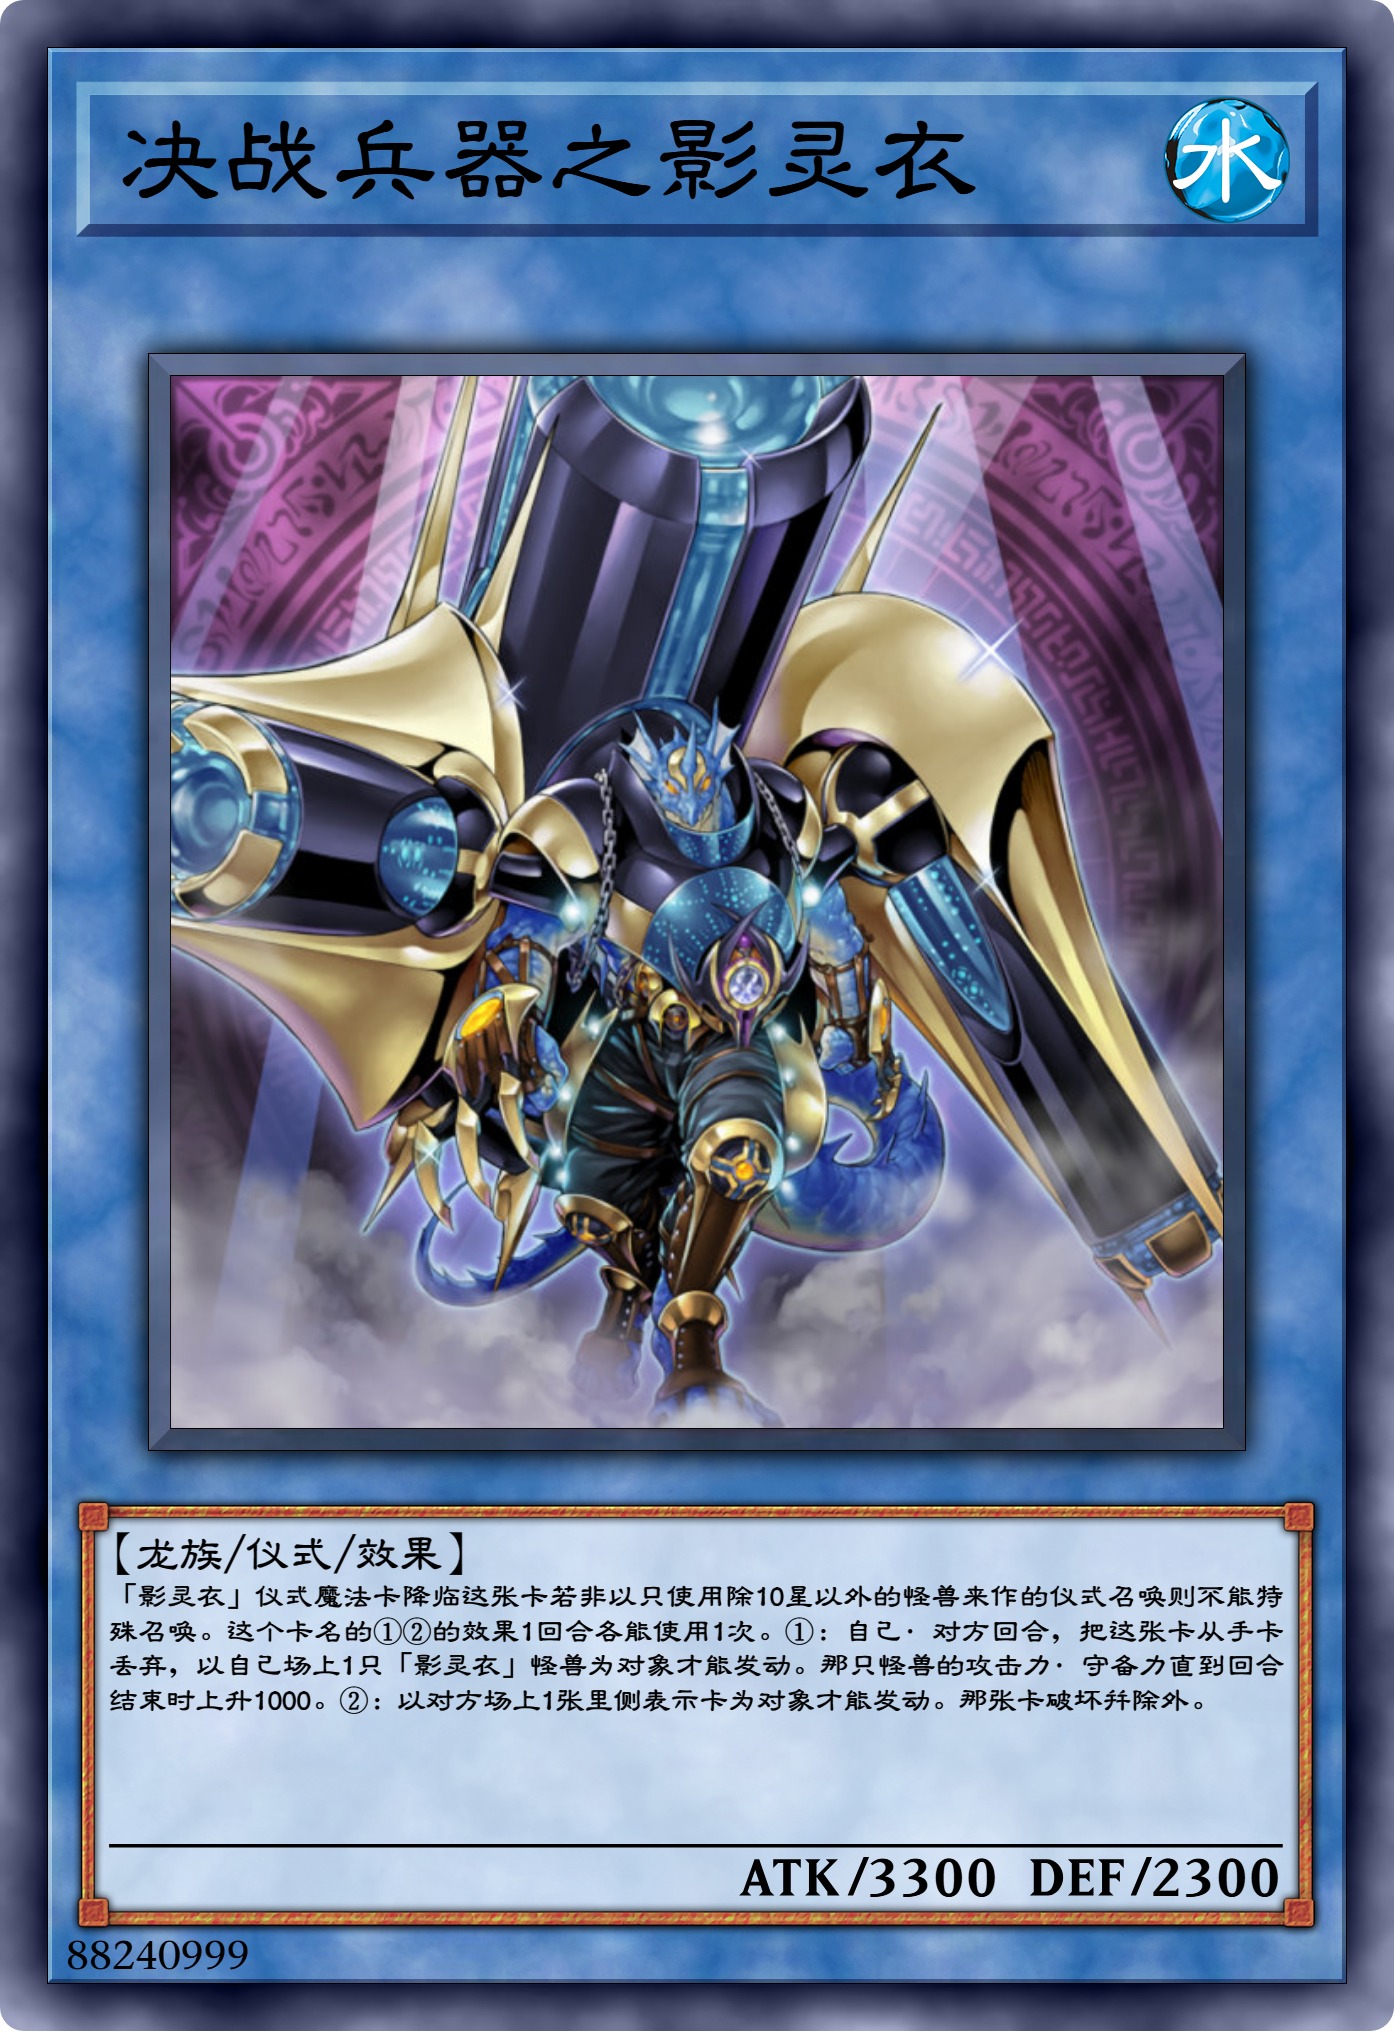 决战兵器之影灵衣
水
【龙族/仪式/效果】
「影灵衣」仪式魔法卡降临这张卡若非以只使用除10星以外的怪兽来作的仪式召唤则不能特
殊召唤。这个卡名的①②的效果1回合各能使用1次。①：自己·对方回合，把这张卡从手卡
丢弃，以自己场上1只「影灵衣」怪兽为对象才能发动。那只怪兽的攻击力·守备力直到回合
结束时上升1000。②：以对方场上1张里侧表示卡为对象才能发动。那张卡破坏并除外。
ATK/3300 DEF/2300
88240999